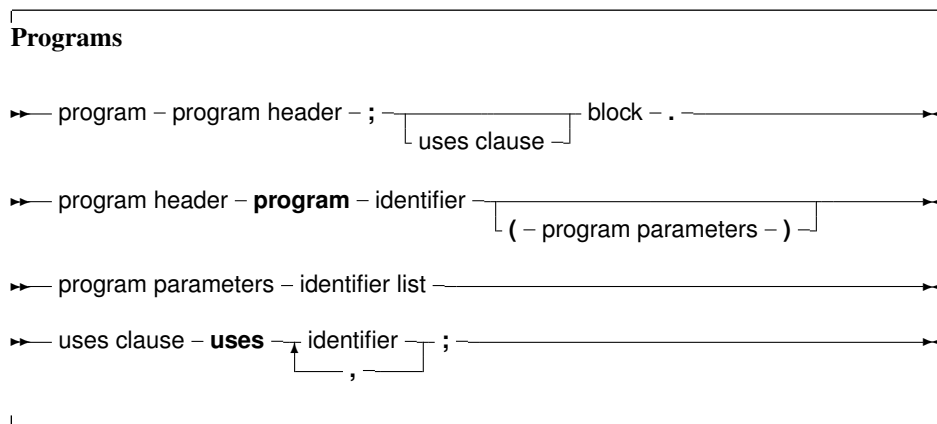 Programs
program – program header – ; block – .
uses clause
program header – program – identifier
( – program parameters – )
program parameters – identifier list
uses clause – uses identifier ;
,